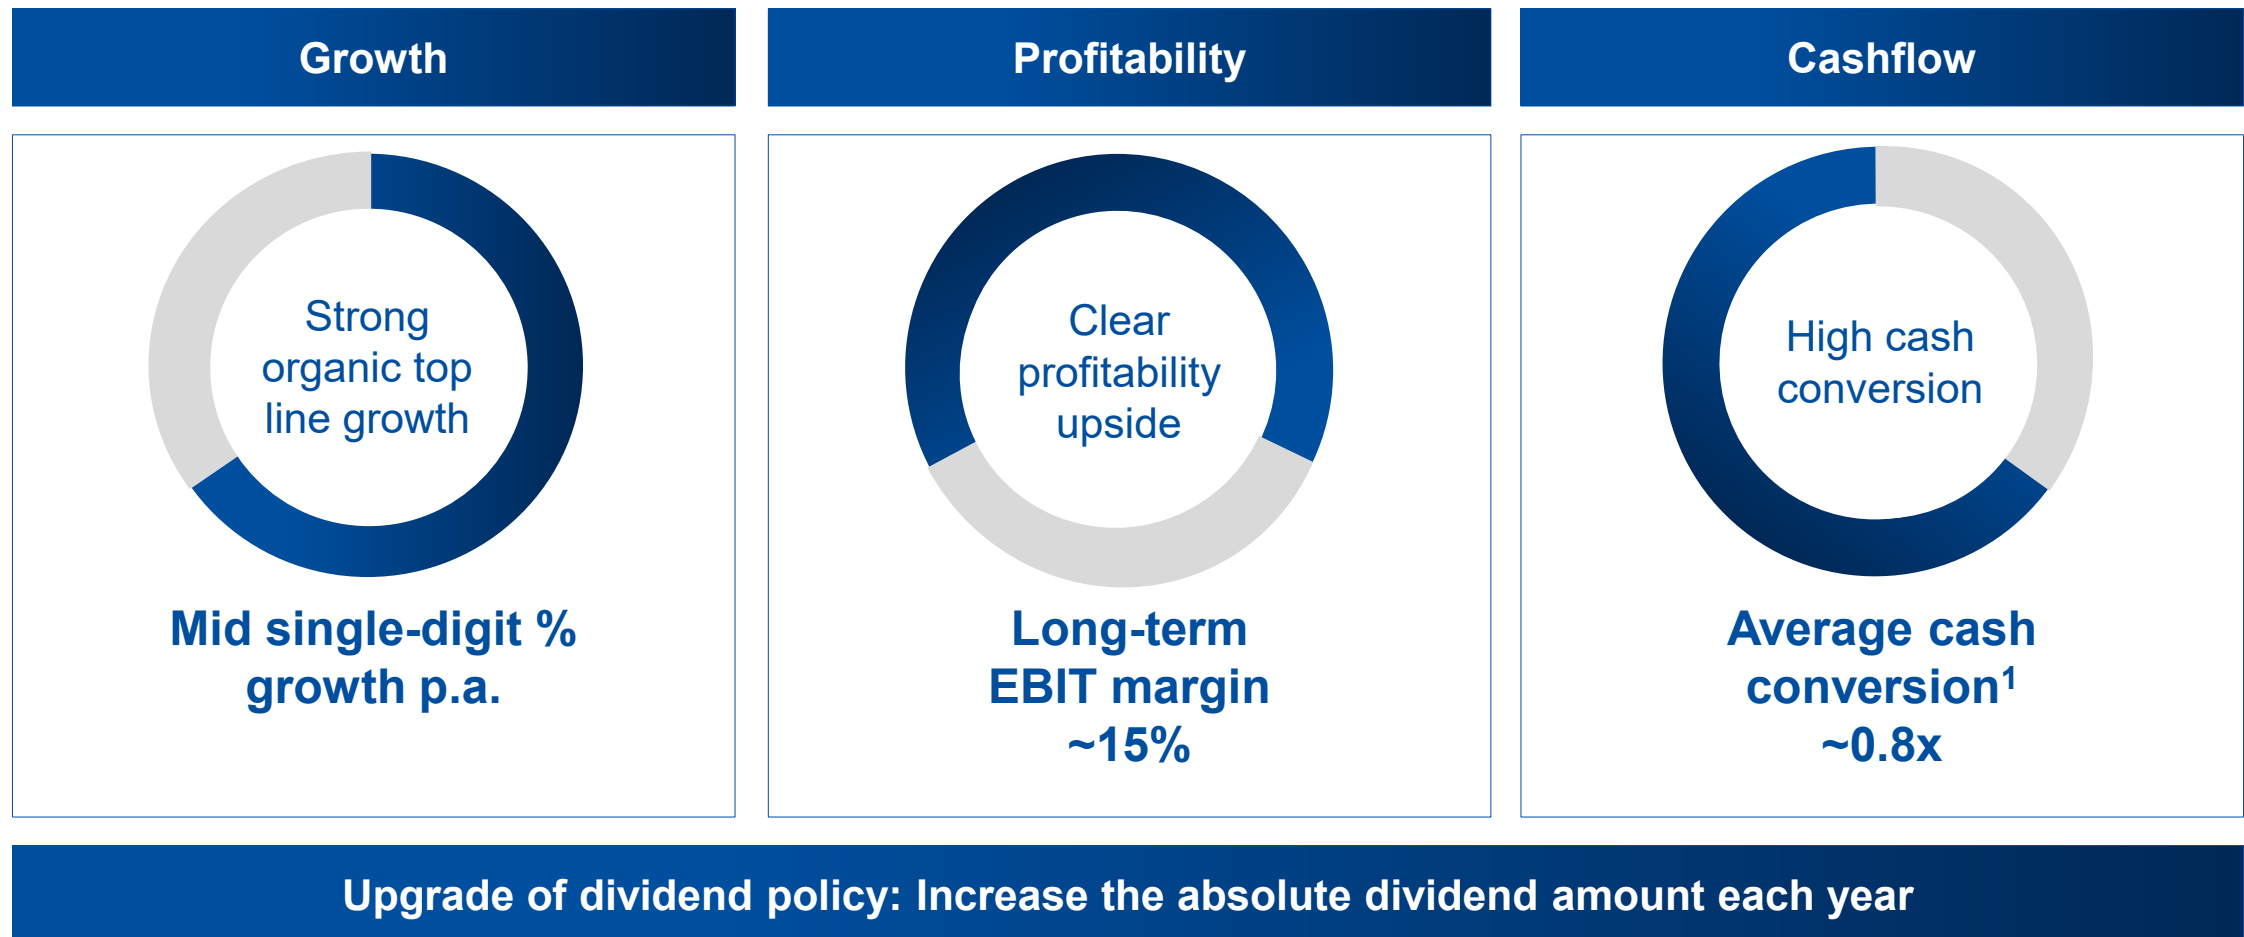 Growth
Strong
organic top
line growth
Mid single-digit %
growth p.a.
Profitability
Clear
profitability
upside
Long-term
EBIT margin
~15%
Cashflow
High cash
conversion
Average cash
conversion¹
~0.8x
Upgrade of dividend policy: Increase the absolute dividend amount each year